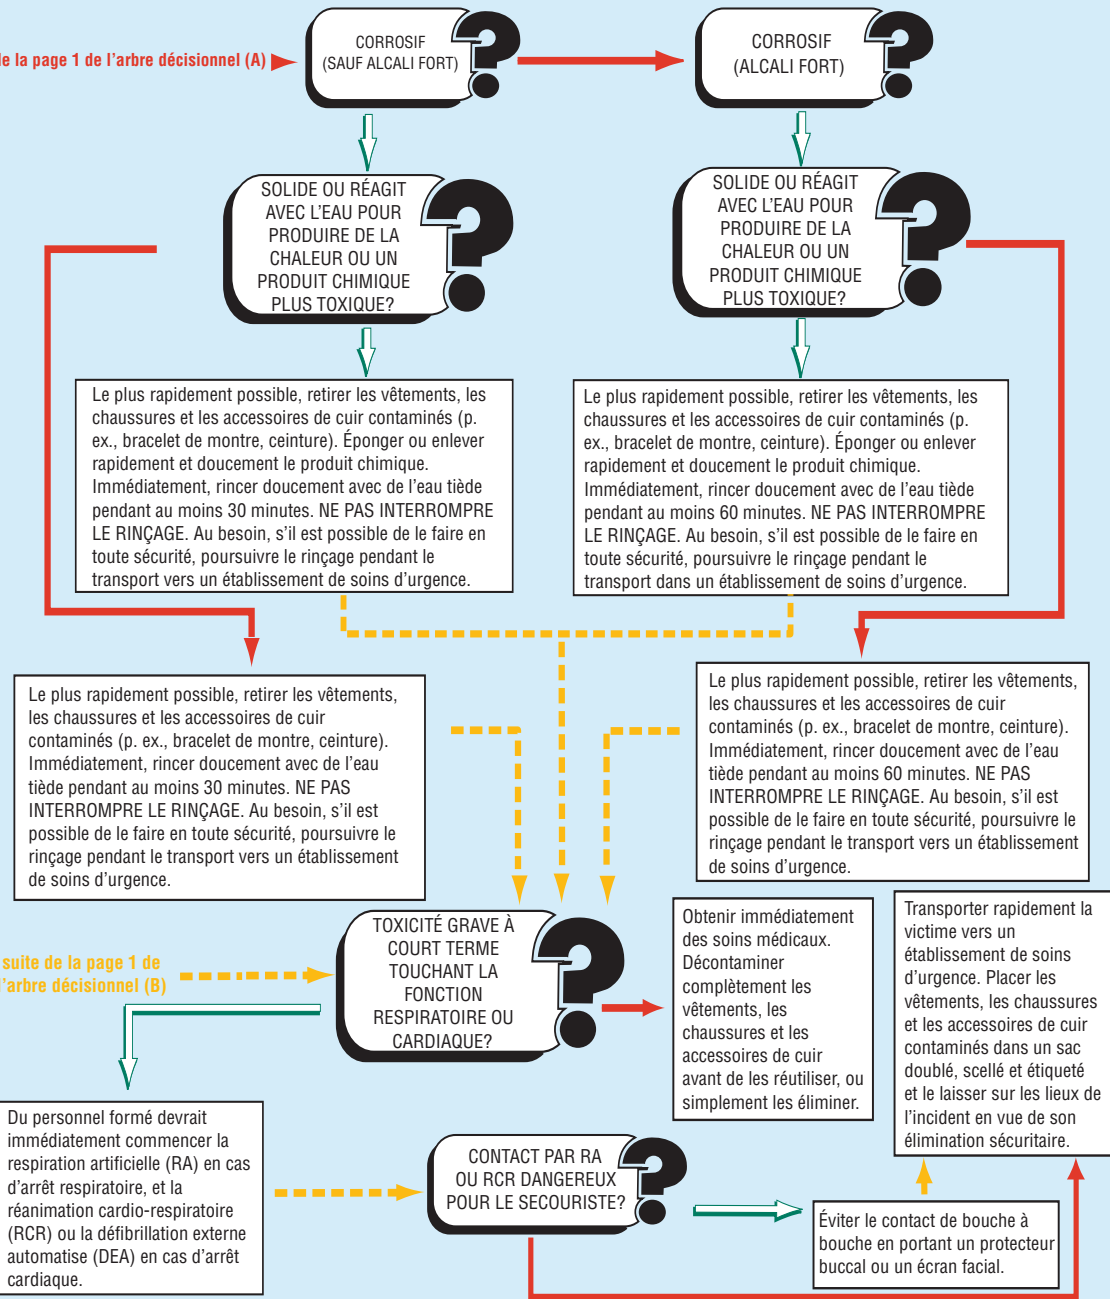 de la page 1 de l'arbre décisionnel (A)
CORROSIF
(SAUF ALCALI FORT)
CORROSIF
(ALCALI FORT)
SOLIDE OU RÉAGIT
AVEC L'EAU POUR
PRODUIRE DE LA
CHALEUR OU UN
PRODUIT CHIMIQUE
PLUS TOXIQUE?
SOLIDE OU RÉAGIT
AVEC L'EAU POUR
PRODUIRE DE LA
CHALEUR OU UN
PRODUIT CHIMIQUE
PLUS TOXIQUE?
Le plus rapidement possible, retirer les vêtements, les
chaussures et les accessoires de cuir contaminés (p.
ex., bracelet de montre, ceinture). Éponger ou enlever
rapidement et doucement le produit chimique.
Immédiatement, rincer doucement avec de l'eau tiède
pendant au moins 30 minutes. NE PAS INTERROMPRE
LE RINÇAGE. Au besoin, s'il est possible de le faire en
toute sécurité, poursuivre le rinçage pendant le
transport vers un établissement de soins d'urgence.
Le plus rapidement possible, retirer les vêtements, les
chaussures et les accessoires de cuir contaminés (p.
ex., bracelet de montre, ceinture). Éponger ou enlever
rapidement et doucement le produit chimique.
Immédiatement, rincer doucement avec de l'eau tiède
pendant au moins 60 minutes. NE PAS INTERROMPRE
LE RINÇAGE. Au besoin, s'il est possible de le faire en
toute sécurité, poursuivre le rinçage pendant le
transport dans un établissement de soins d'urgence.
Le plus rapidement possible, retirer les vêtements,
les chaussures et les accessoires de cuir
contaminés (p. ex., bracelet de montre, ceinture).
Immédiatement, rincer doucement avec de l'eau
tiède pendant au moins 30 minutes. NE PAS
INTERROMPRE LE RINÇAGE. Au besoin, s'il est
possible de le faire en toute sécurité, poursuivre le
rinçage pendant le transport vers un établissement
de soins d'urgence.
Le plus rapidement possible, retirer les vêtements,
les chaussures et les accessoires de cuir
contaminés (p. ex., bracelet de montre, ceinture).
Immédiatement, rincer doucement avec de l'eau
tiède pendant au moins 60 minutes. NE PAS
INTERROMPRE LE RINÇAGE. Au besoin, s'il est
possible de le faire en toute sécurité, poursuivre le
rinçage pendant le transport vers un établissement
de soins d'urgence.
suite de la page 1 de
l'arbre décisionnel (B)
TOXICITÉ GRAVE À
COURT TERME
TOUCHANT LA
FONCTION
RESPIRATOIRE OU
CARDIAQUE?
Obtenir immédiatement
des soins médicaux.
Décontaminer
complètement les
vêtements, les
chaussures et les
accessoires de cuir
avant de les réutiliser, ou
simplement les éliminer.
Transporter rapidement la
victime vers un
établissement de soins
d'urgence. Placer les
vêtements, les chaussures
et les accessoires de cuir
contaminés dans un sac
doublé, scellé et étiqueté
et le laisser sur les lieux de
l'incident en vue de son
élimination sécuritaire.
Du personnel formé devrait
immédiatement commencer la
respiration artificielle (RA) en cas
d'arrêt respiratoire, et la
réanimation cardio-respiratoire
(RCR) ou la défibrillation externe
automatise (DEA) en cas d'arrêt
cardiaque.
CONTACT PAR RA
OU RCR DANGEREUX
POUR LE SECOURISTE?
Éviter le contact de bouche à
bouche en portant un protecteur
buccal ou un écran facial.